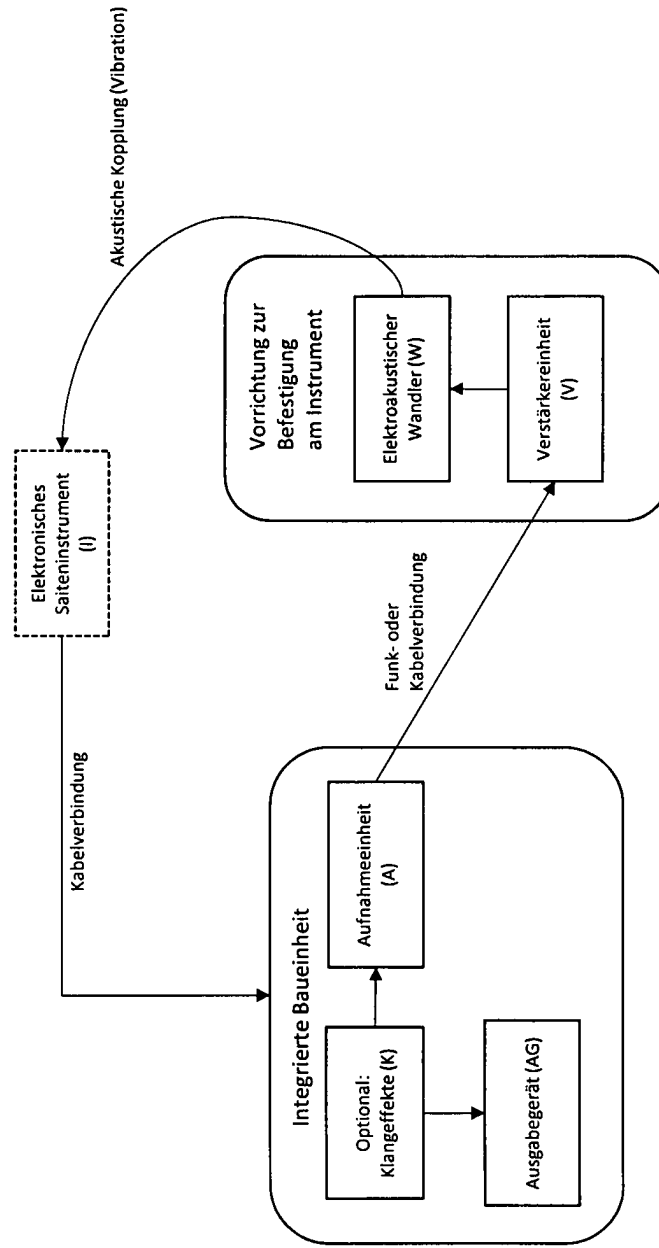 Elektronisches
Saiteninstrument
(I)
Kabelverbindung
Akustische Kopplung (Vibration)
Integrierte Baueinheit
Optional:
Klangeffekte (K)
Aufnahmeeinheit
(A)
Ausgabegerät (AG)
Funk- oder
Kabelverbindung
Vorrichtung zur
Befestigung
am Instrument
Elektroakustischer
Wandler (W)
Verstärkereinheit
(V)